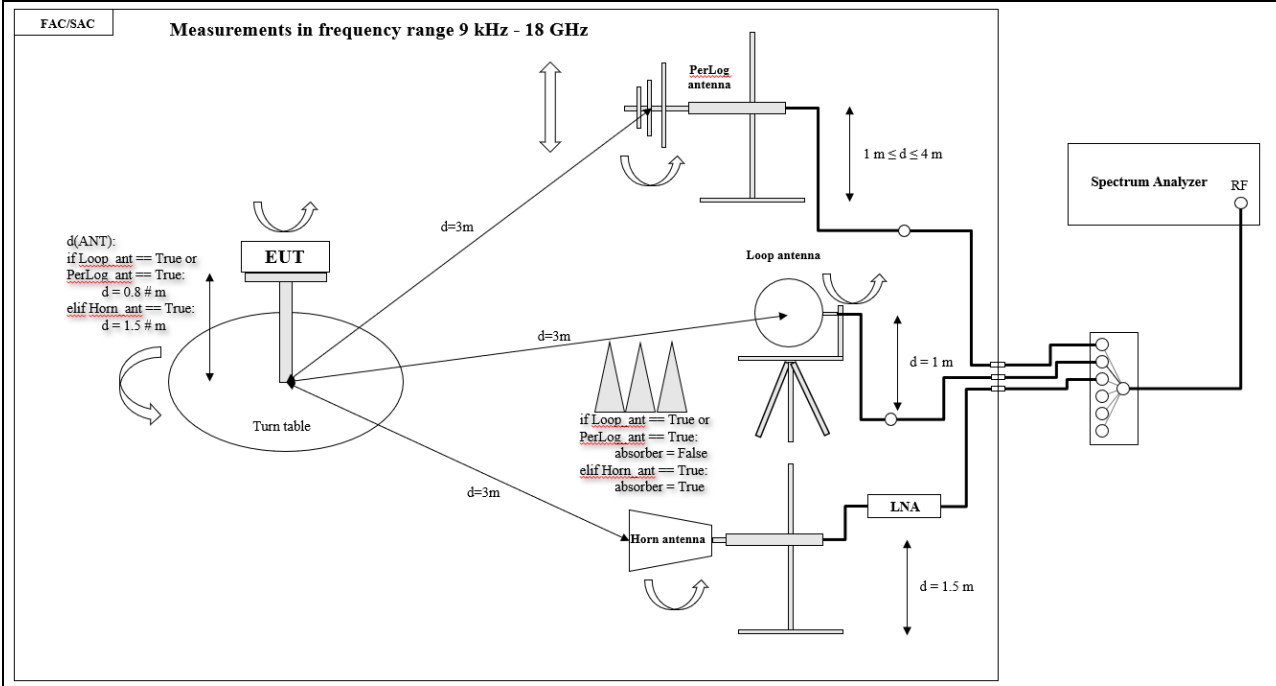 FAC/SAC
Measurements in frequency range 9 kHz - 18 GHz
PerLog
antenna
1 m ≤ d ≤ 4 m
Spectrum Analyzer
RF
d=3m
EUT
d(ANT):
if Loop_ant == True or
PerLog_ant == True:
d = 0.8 # m
elif Horn_ant == True:
d = 1.5 # m
Turn table
Loop antenna
d=3m
d = 1 m
if Loop_ant == True or
PerLog_ant == True:
absorber = False
elif Horn_ant == True:
absorber = True
d=3m
Horn antenna
LNA
d = 1.5 m